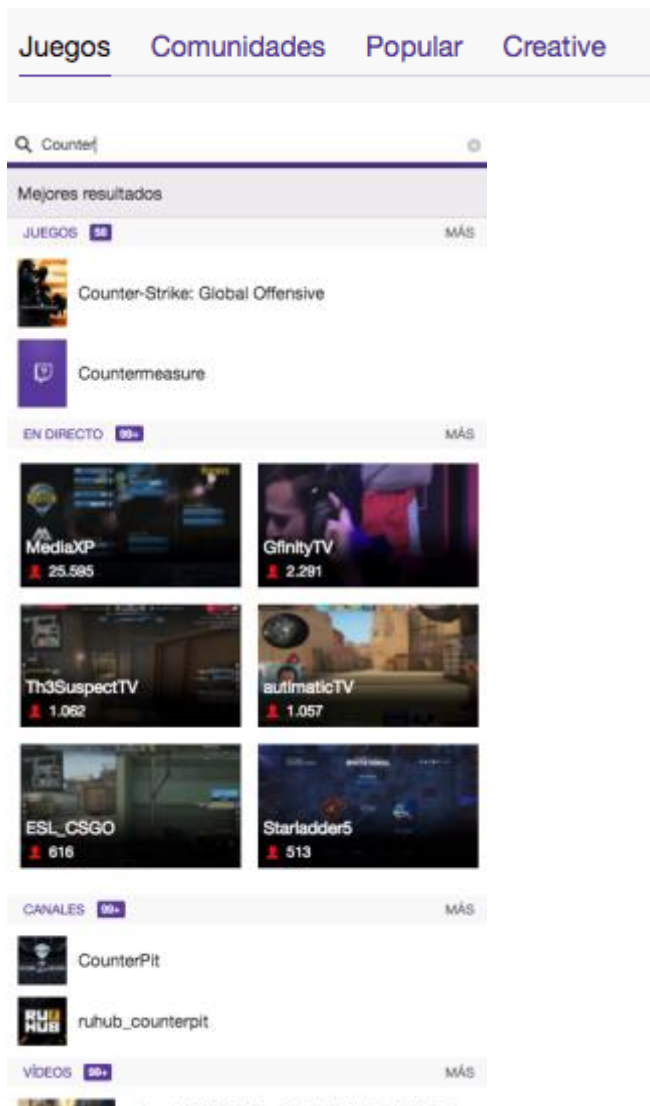 Juegos Comunidades Popular Creative
Counter
Mejores resultados
JUEGOS 58 MÁS
Counter-Strike: Global Offensive
Countermeasure
EN DIRECTO 99+ MÁS
MediaXP GfinityTV
25.595 2.291
Th3SuspectTV autimaticTV
1.062 1.057
ESL_CSGO Starladder5
616 513
CANALES 99+ MÁS
CounterPit
RU HUB ruhub_counterpit
VÍDEOS 99+ MÁS